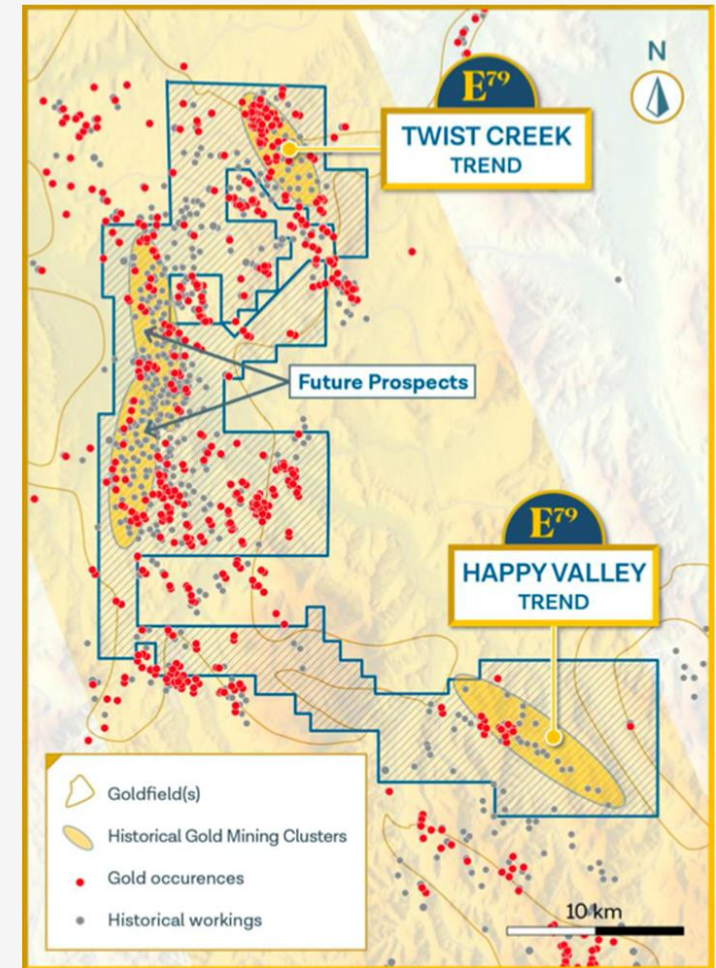 N
E79
TWIST CREEK
TREND
Future Prospects
E79
HAPPY VALLEY
TREND
Goldfield(s)
Historical Gold Mining Clusters
Gold occurences
Historical workings
10 km